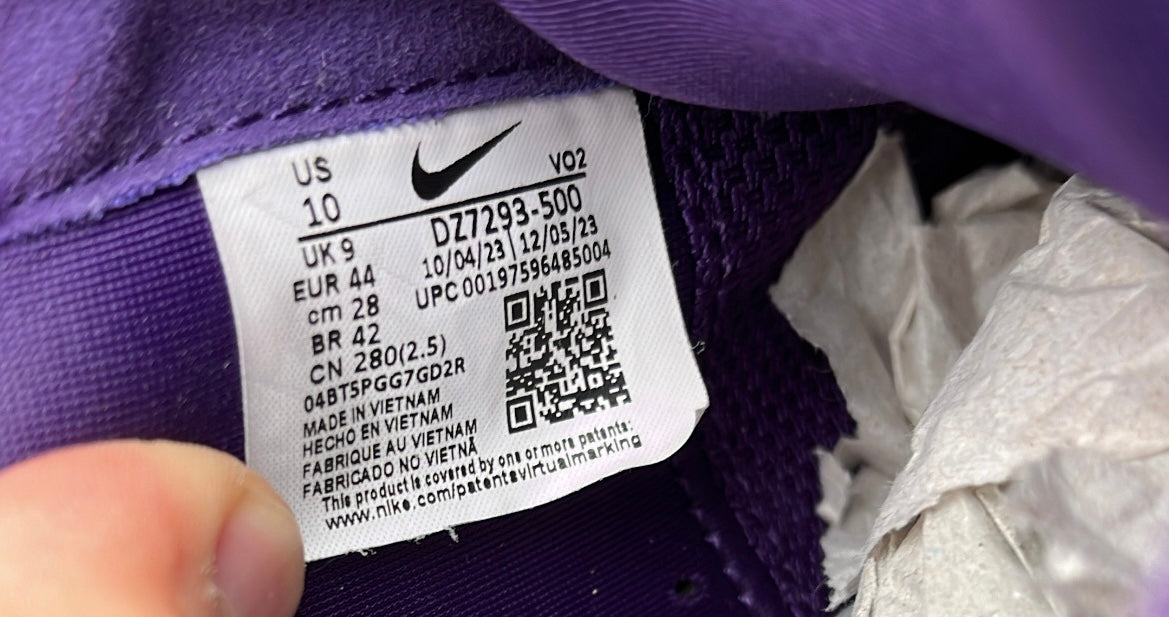 US
10
VO2
UK 9
DZ7293-500
EUR 44
10/04/23 | 12/05/23
cm 28
UPC 00197596485004
BR 42
CN 280(2.5)
04BT5PGG7GD2R
MADE IN VIETNAM
HECHO EN VIETNAM
FABRIQUE AU VIETNAM
FABRICADO NO VIETNÃ
This product is covered by one or more patents:
www.nike.com/patentsvirtualmarking